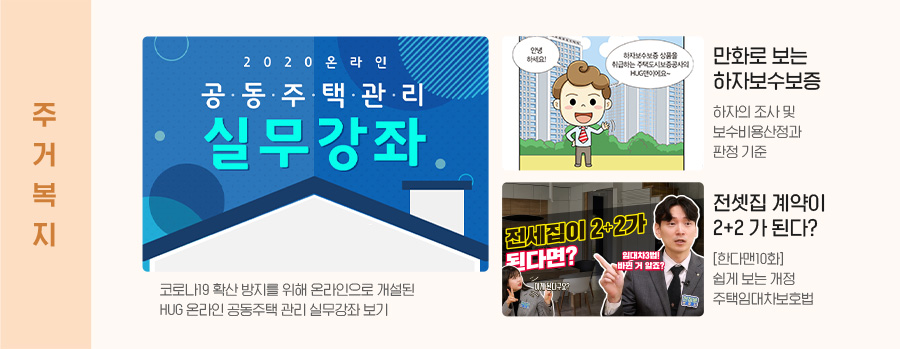 주거복지
2020온라인
공·동·주·택·관·리
실무강좌
코로나19 확산 방지를 위해 온라인으로 개설된
HUG 온라인 공동주택 관리 실무강좌 보기
안녕
하세요!
하자보수보증 상품을
취급하는 주택도시보증공사의
HUG맨이에요~
만화로 보는
하자보수보증
하자의 조사 및
보수비용산정과
판정 기준
전세집이 2+2가
된다면?
임대차3법!
바뀐 거 알죠?
전셋집 계약이
2+2 가 된다?
[한다맨10화]
쉽게 보는 개정
주택임대차보호법